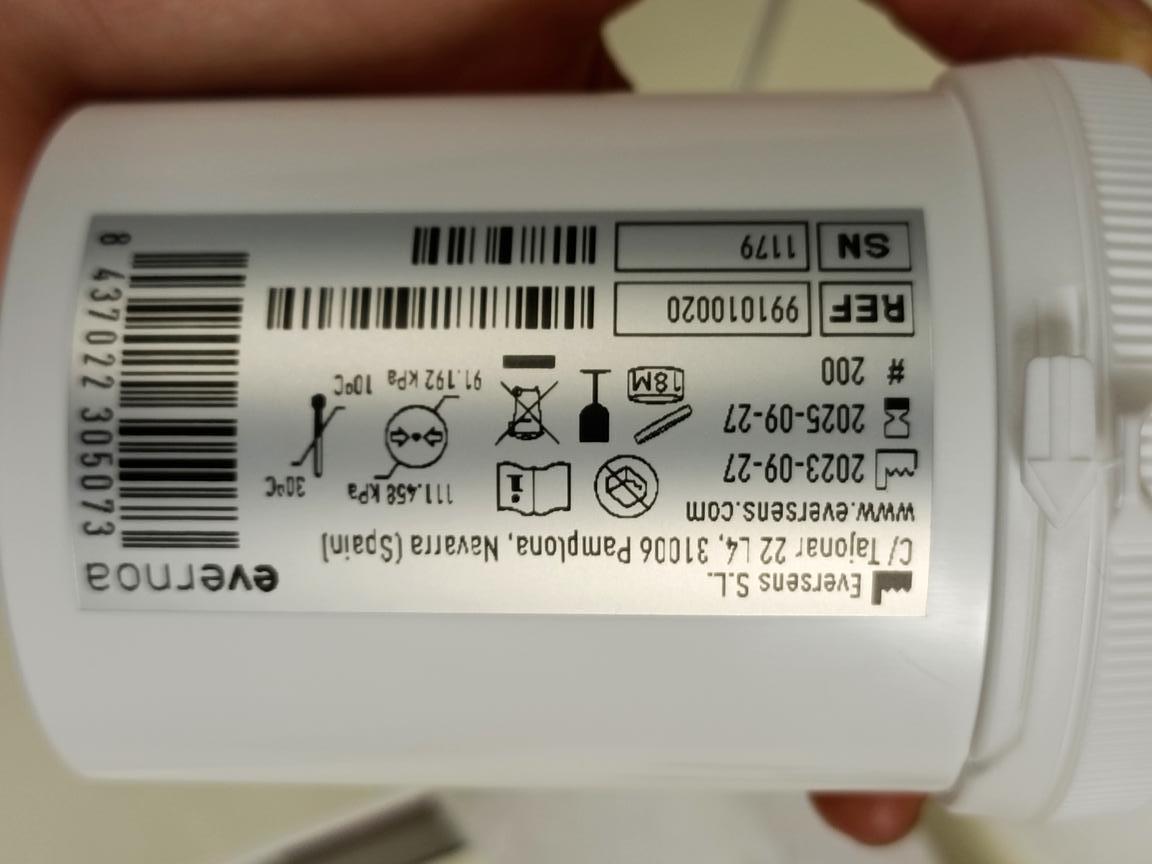 Eversens S.L.
evernoa
C/ Tajonar 22 L4, 31006 Pamplona, Navarra (Spain)
www.eversens.com
2023-09-27
2025-09-27
# 200
18M
111.458 kPa
91.192 kPa
30ºC
10ºC
REF 991010020
SN 1179
8 437022 305073